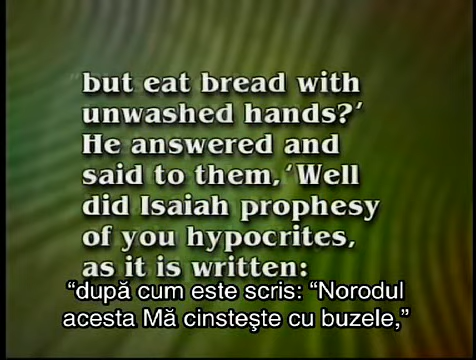 but eat bread with
unwashed hands?'
He answered and
said to them, 'Well
did Isaiah prophesy
of you hypocrites,
as it is written:
“după cum este scris: “Norodul
acesta Mă cinsteşte cu buzele,”